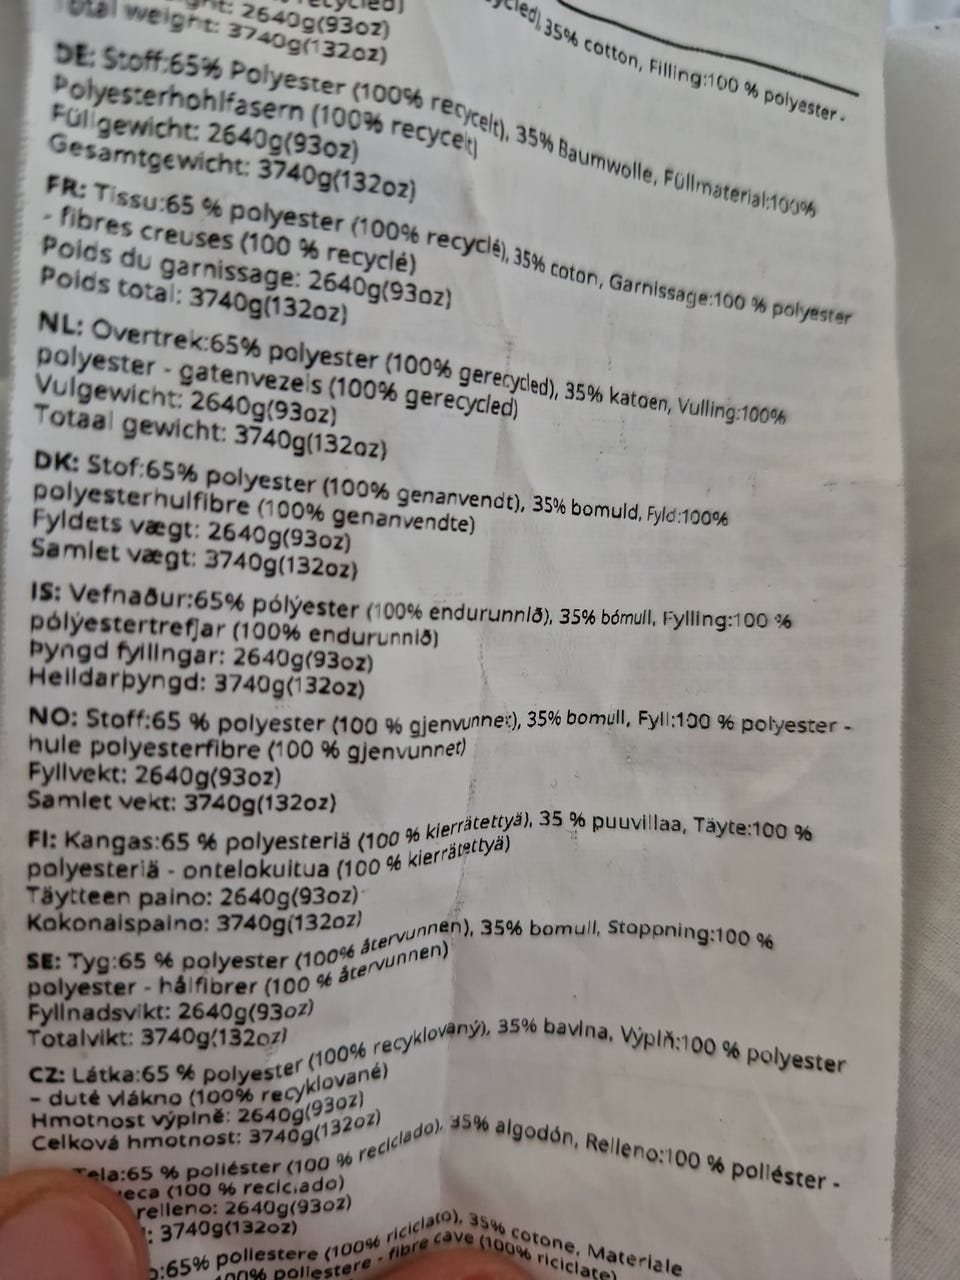 ycled), 35% cotton, Filling:100 % polyester -
recycled)
ght: 2640g(93oz)
Total weight: 3740g(132oz)
DE: Stoff:65% Polyester (100% recycelt), 35% Baumwolle, Füllmaterial:100%
Polyesterhohlfasern (100% recycelt)
Füllgewicht: 2640g(93oz)
Gesamtgewicht: 3740g(132oz)
FR: Tissu:65 % polyester (100% recyclé), 35% coton, Garnissage:100 % polyester
- fibres creuses (100 % recyclé)
Poids du garnissage: 2640g(93oz)
Poids total: 3740g(132oz)
NL: Overtrek:65% polyester (100% gerecycled), 35% katoen, Vulling:100%
polyester - gatenvezels (100% gerecycled)
Vulgewicht: 2640g(93oz)
Totaal gewicht: 3740g(132oz)
DK: Stof:65% polyester (100% genanvendt), 35% bomuld, Fyld:100%
polyesterhulfibre (100% genanvendte)
Fyldets vægt: 2640g(93oz)
Samlet vægt: 3740g(132oz)
IS: Vefnaður:65% pólýester (100% endurunnið), 35% bómull, Fylling:100 %
pólýestertrefjar (100% endurunnið)
Þyngd fyllingar: 2640g(93oz)
Heildarþyngd: 3740g(132oz)
NO: Stoff:65 % polyester (100 % gjenvunnet), 35% bomull, Fyll:100 % polyester -
hule polyesterfibre (100 % gjenvunnet)
Fyllvekt: 2640g(93oz)
Samlet vekt: 3740g(132oz)
FI: Kangas:65 % polyesteriä (100 % kierrätettyä), 35 % puuvillaa, Täyte:100 %
polyesteriä - ontelokuitua (100 % kierrätettyä)
Täytteen paino: 2640g(93oz)
Kokonaispaino: 3740g(132oz)
SE: Tyg:65 % polyester (100% återvunnen), 35% bomull, Stoppning:100 %
polyester - hålfibrer (100 % återvunnen)
Fyllnadsvikt: 2640g(93oz)
Totalvikt: 3740g(132oz)
CZ: Látka:65 % polyester (100% recyklovaný), 35% bavlna, Výplň:100 % polyester
– duté vlákno (100% recyklované)
Hmotnost výplně: 2640g(93oz)
Celková hmotnost: 3740g(132oz)
Tela:65 % poliéster (100 % reciclado), 35% algodón, Relleno:100 % poliéster -
ueca (100 % reciclado)
relleno: 2640g(93oz)
: 3740g(132oz)
o:65% poliestere (100% riciclato), 35% cotone, Materiale
100% poliestere - fibre cave (100% riciclate)